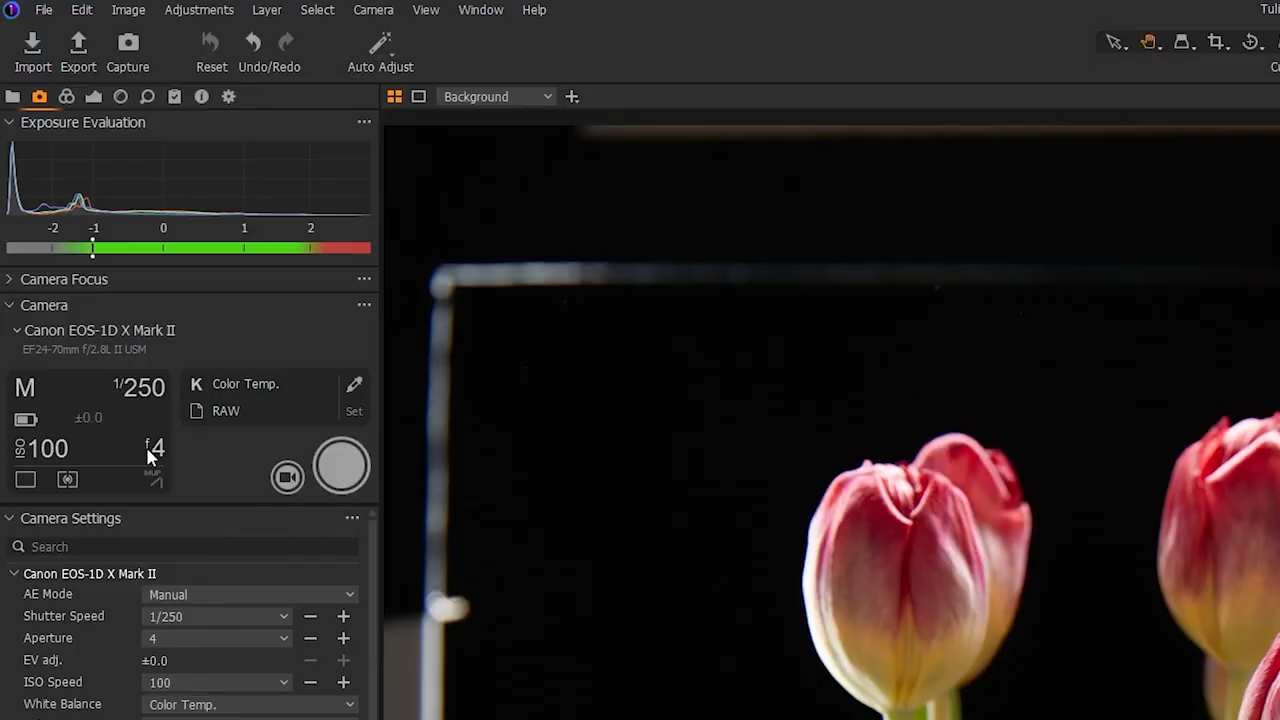 File Edit Image Adjustments Layer Select Camera View Window Help
Tuli
Import Export Capture Reset Undo/Redo Auto Adjust
Background
Exposure Evaluation
-2 -1 0 1 2
Camera Focus
Camera
Canon EOS-1D X Mark II
EF24-70mm f/2.8L II USM
M 1/250 K Color Temp.
±0.0 RAW Set
ISO 100 f4
MUP
Camera Settings
Search
Canon EOS-1D X Mark II
AE Mode Manual
Shutter Speed 1/250
Aperture 4
EV adj. ±0.0
ISO Speed 100
White Balance Color Temp.